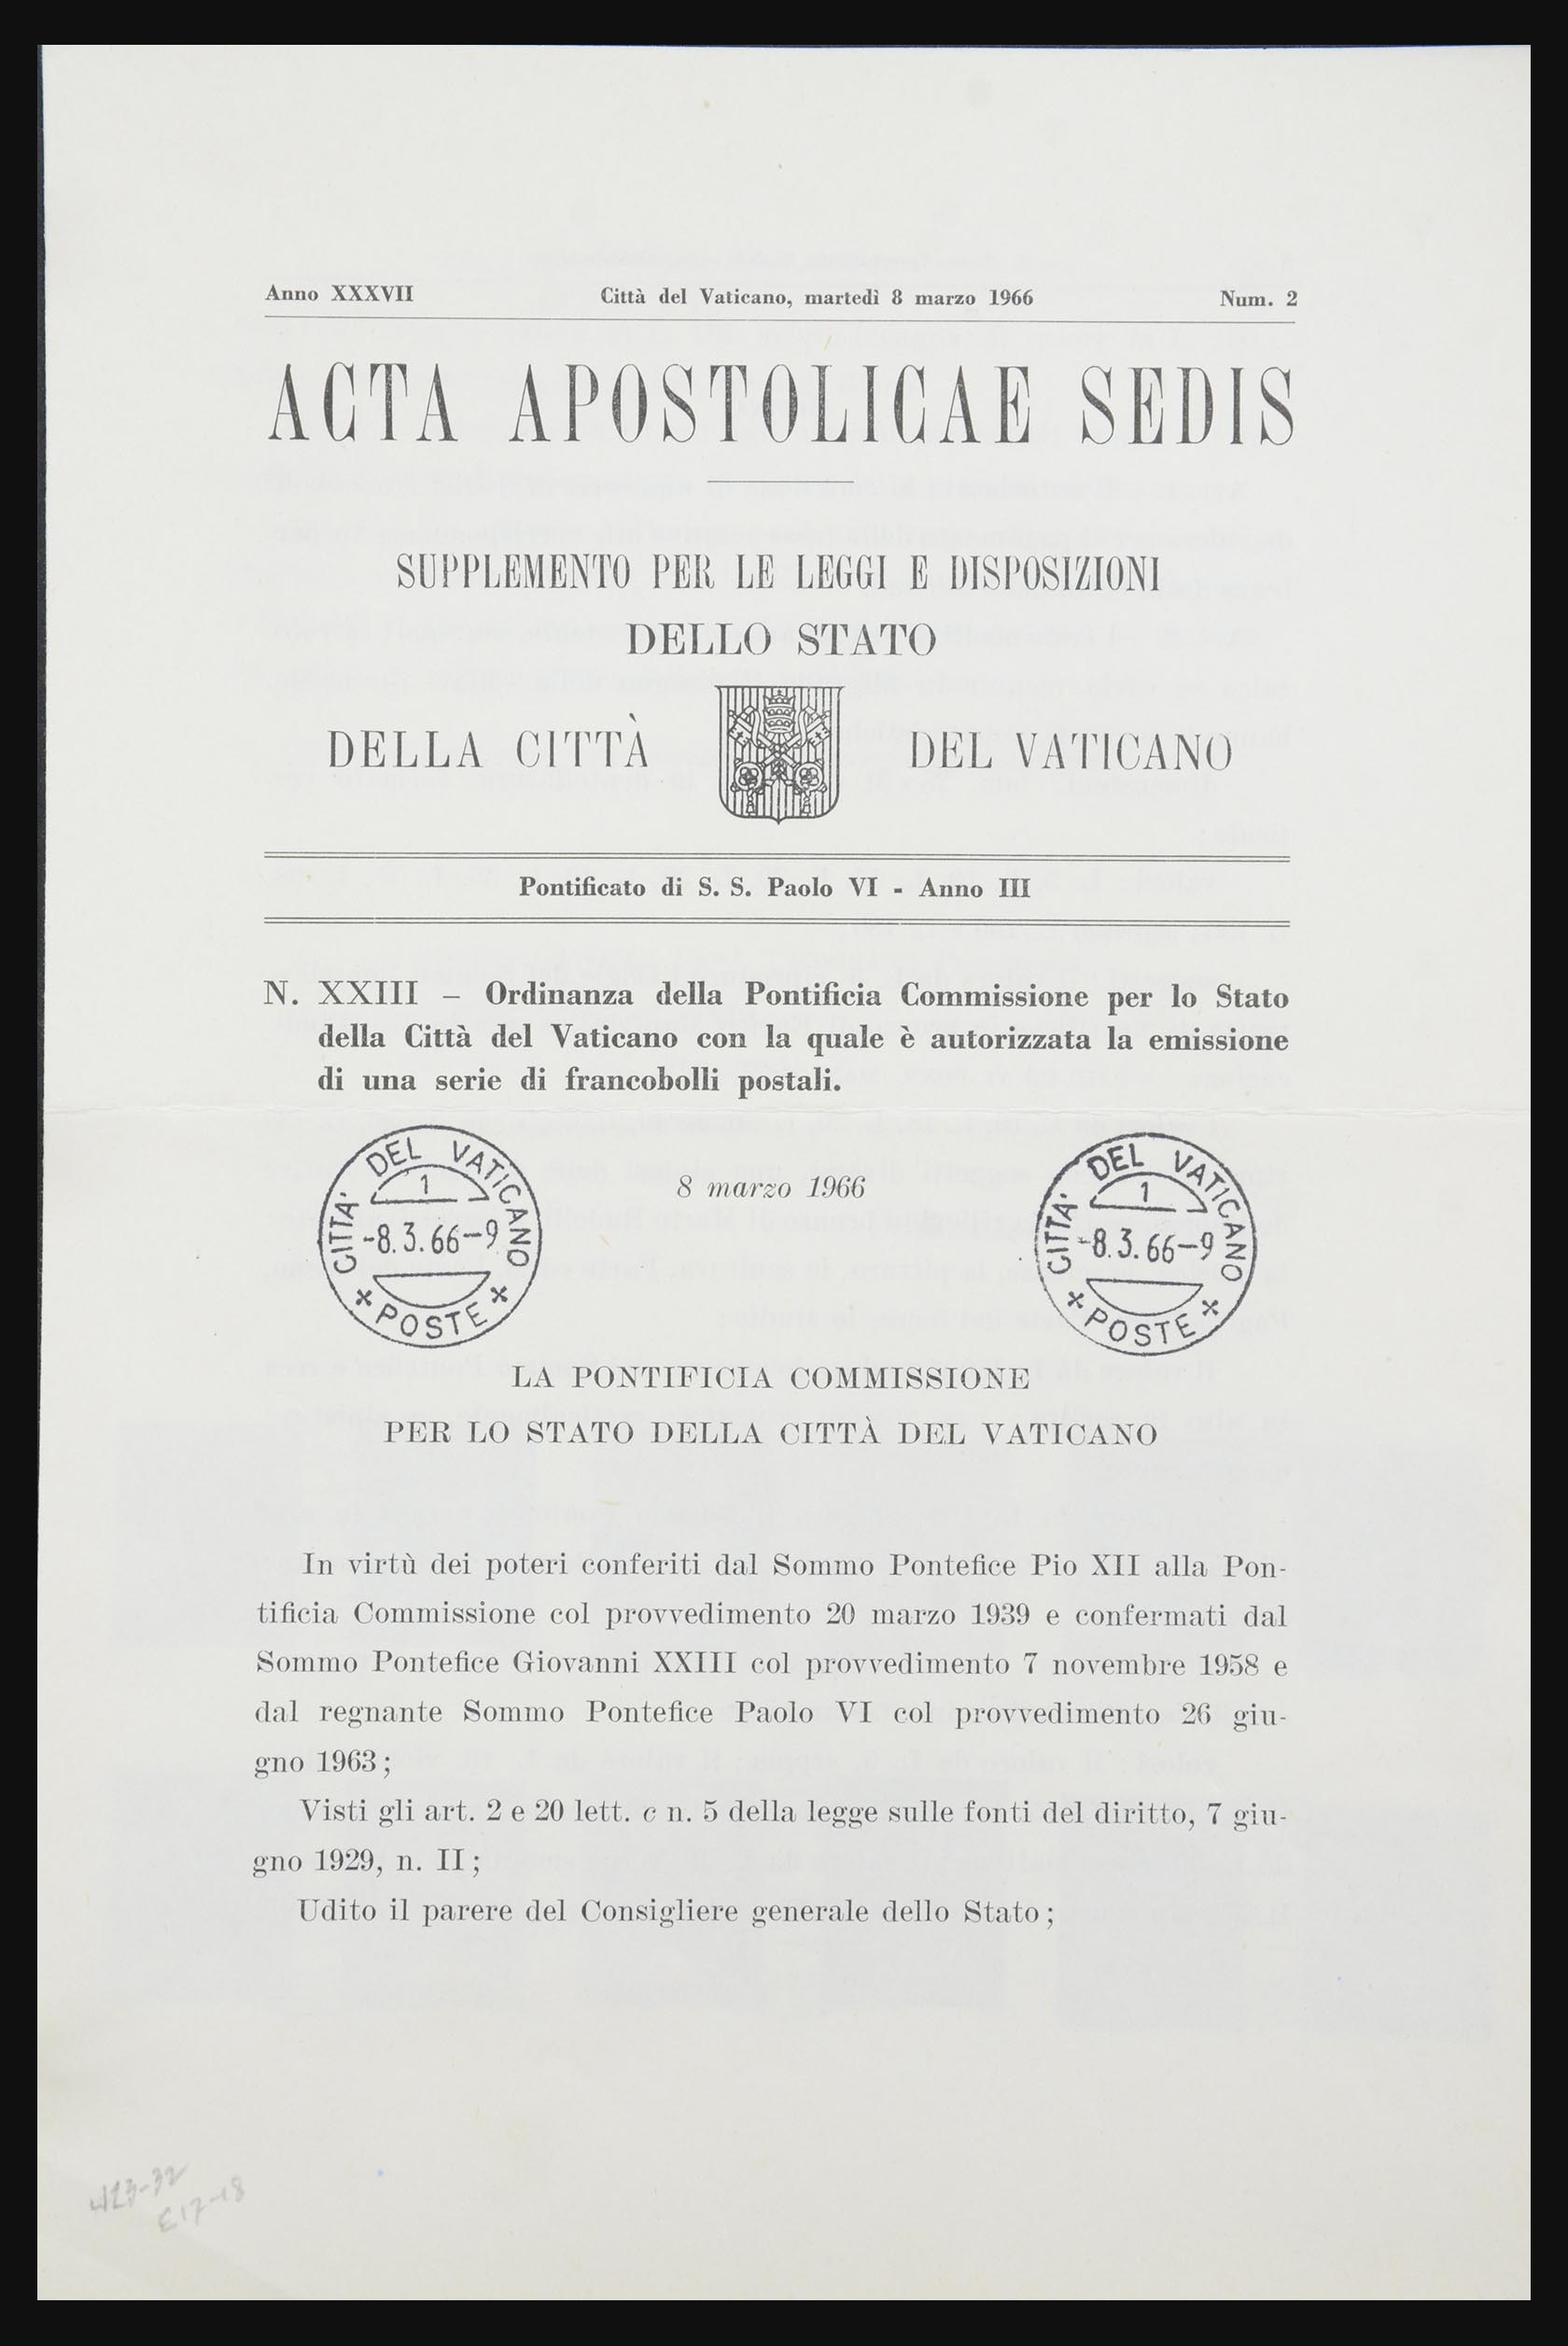 Anno XXXVII Città del Vaticano, martedì 8 marzo 1966 Num. 2
ACTA APOSTOLICAE SEDIS
SUPPLEMENTO PER LE LEGGI E DISPOSIZIONI
DELLO STATO
DELLA CITTÀ DEL VATICANO
Pontificato di S. S. Paolo VI - Anno III
N. XXIII – Ordinanza della Pontificia Commissione per lo Stato
della Città del Vaticano con la quale è autorizzata la emissione
di una serie di francobolli postali.
CITTA' DEL VATICANO
1
-8.3.66-9
POSTE
8 marzo 1966
CITTA' DEL VATICANO
1
-8.3.66-9
POSTE
LA PONTIFICIA COMMISSIONE
PER LO STATO DELLA CITTÀ DEL VATICANO
In virtù dei poteri conferiti dal Sommo Pontefice Pio XII alla Pon-
tificia Commissione col provvedimento 20 marzo 1939 e confermati dal
Sommo Pontefice Giovanni XXIII col provvedimento 7 novembre 1958 e
dal regnante Sommo Pontefice Paolo VI col provvedimento 26 giu-
gno 1963;
Visti gli art. 2 e 20 lett. c n. 5 della legge sulle fonti del diritto, 7 giu-
gno 1929, n. II;
Udito il parere del Consigliere generale dello Stato;
423-32
E17-18